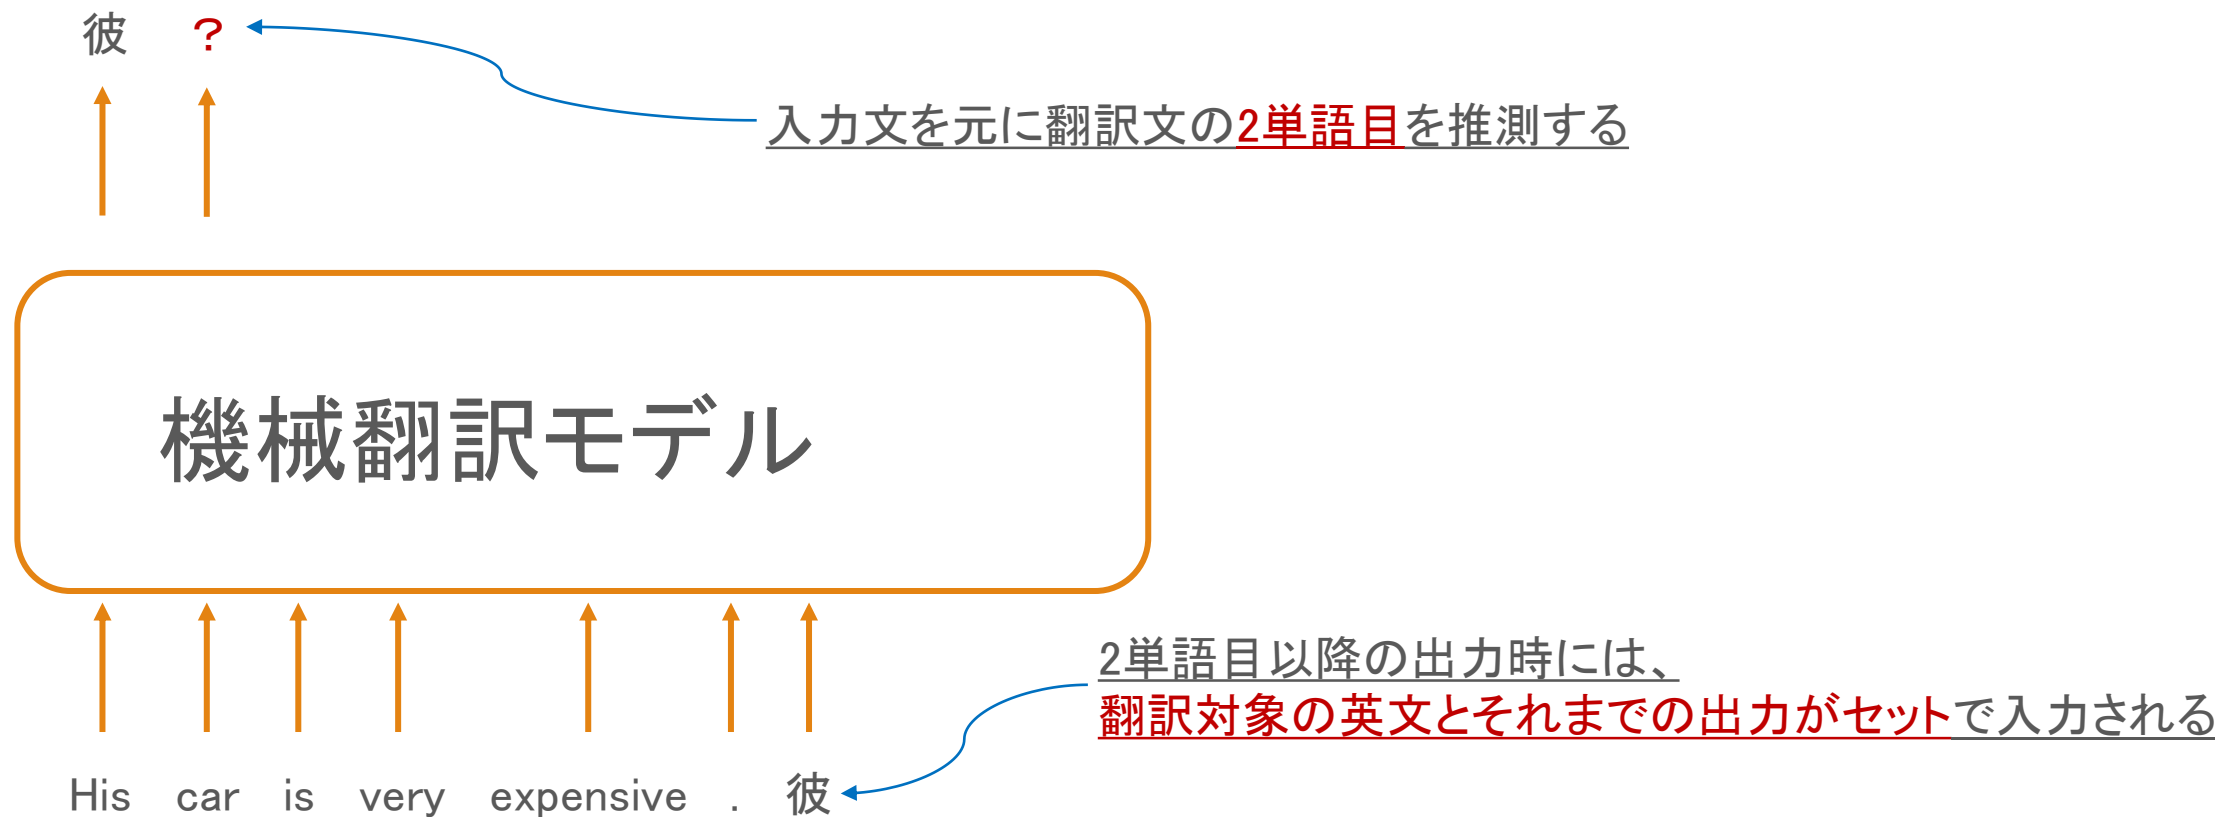 彼 ?
入力文を元に翻訳文の2単語目を推測する
機械翻訳モデル
2単語目以降の出力時には、
翻訳対象の英文とそれまでの出力がセットで入力される
His car is very expensive . 彼